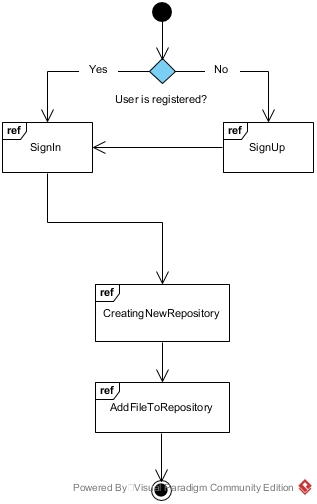 Yes
No
User is registered?
ref
SignIn
ref
SignUp
ref
CreatingNewRepository
ref
AddFileToRepository
Powered By Visual Paradigm Community Edition